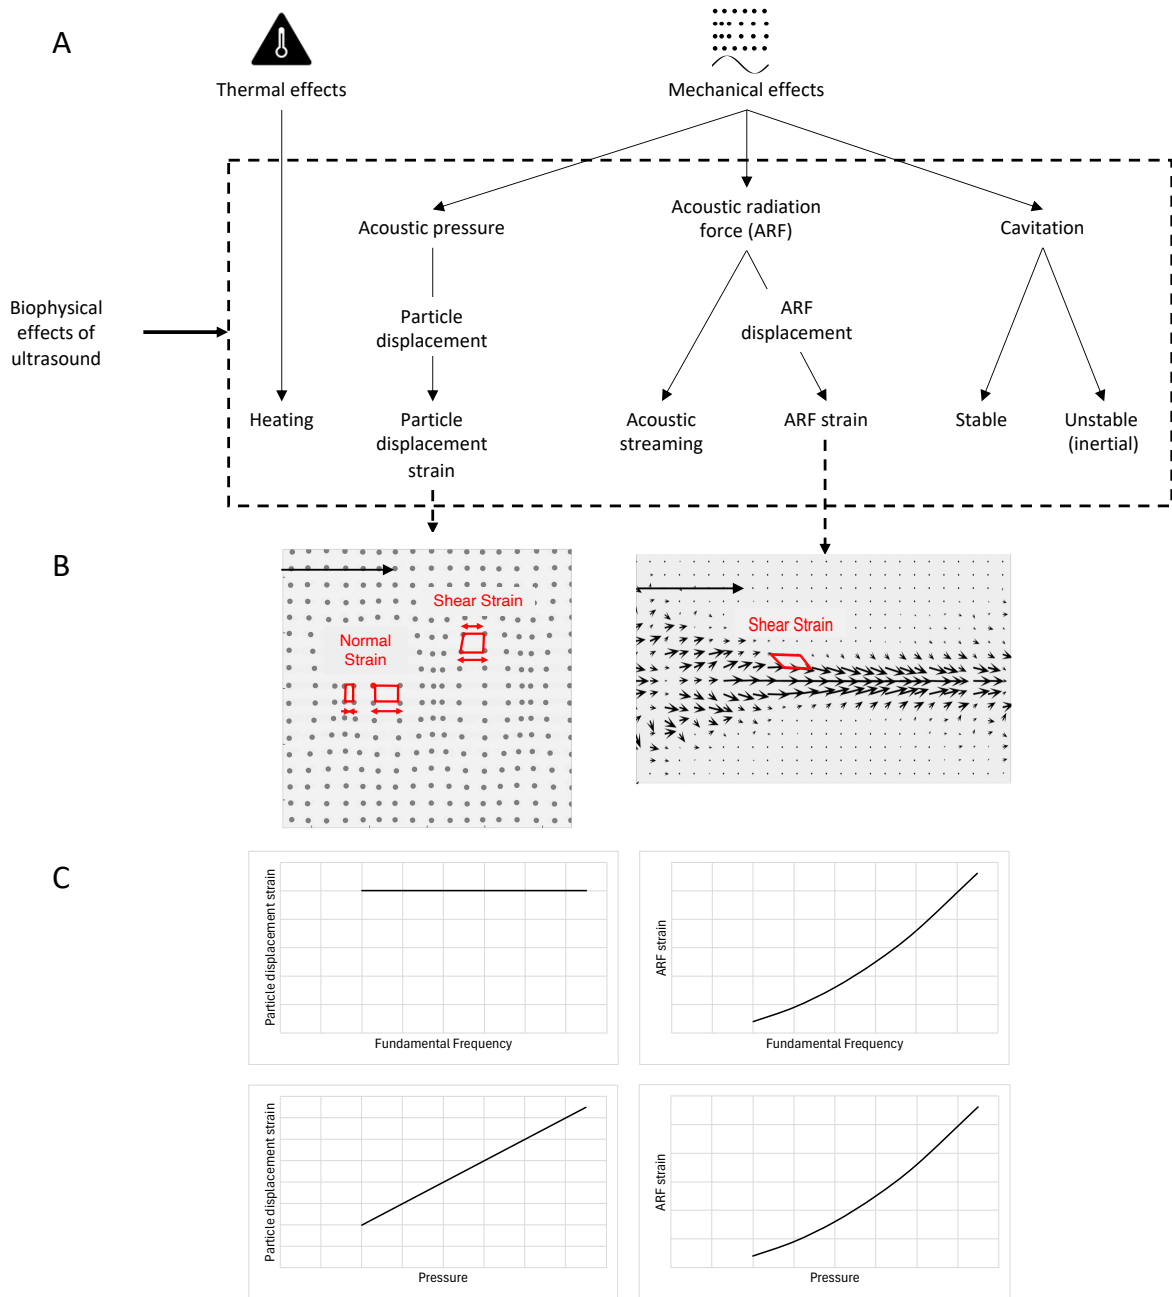 A
Thermal effects
Mechanical effects
Acoustic pressure
Acoustic radiation
force (ARF)
Cavitation
Biophysical
effects of
ultrasound
Particle
displacement
ARF
displacement
Heating
Particle
displacement
strain
Acoustic
streaming
ARF strain
Stable
Unstable
(inertial)
B
Shear Strain
Normal
Strain
Shear Strain
C
Particle displacement strain
Fundamental Frequency
ARF strain
Fundamental Frequency
Particle displacement strain
Pressure
ARF strain
Pressure